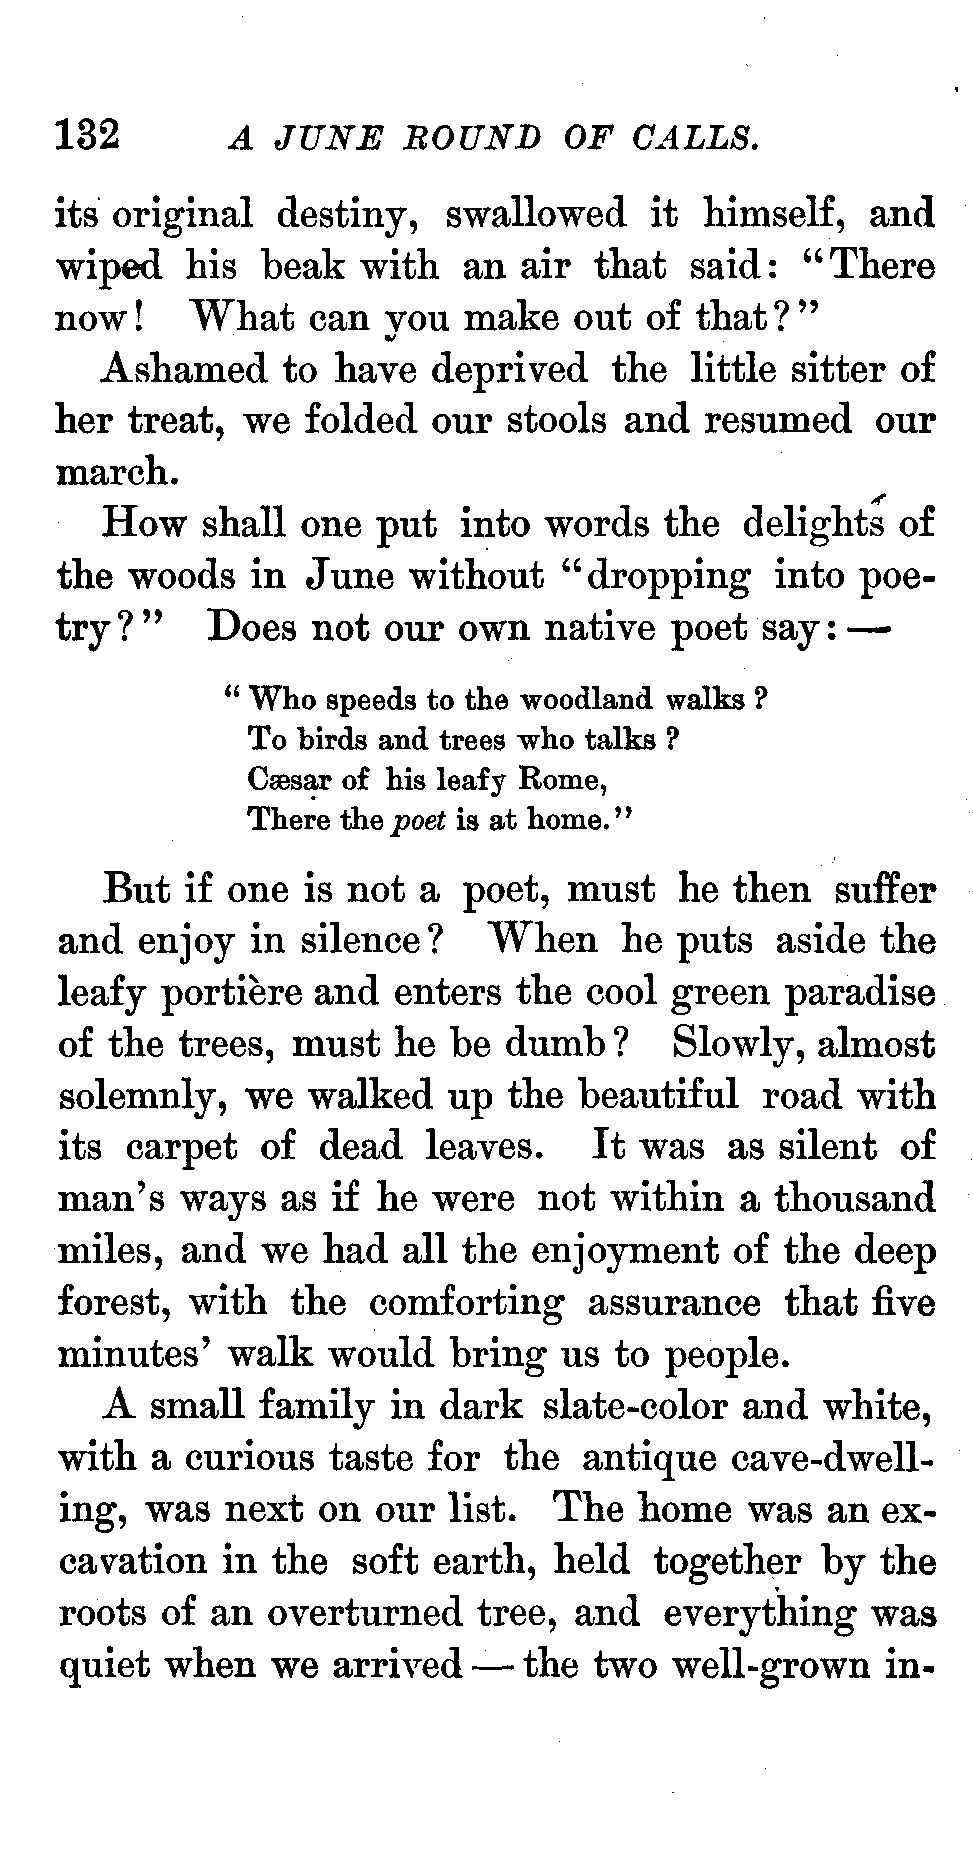 132 A JUNE ROUND OF CALLS.
its original destiny, swallowed it himself, and
wiped his beak with an air that said: "There
now! What can you make out of that?"
Ashamed to have deprived the little sitter of
her treat, we folded our stools and resumed our
march.
How shall one put into words the delights of
the woods in June without "dropping into poe-
try?" Does not our own native poet say: —
"Who speeds to the woodland walks?
To birds and trees who talks?
Cæsar of his leafy Rome,
There the poet is at home."
But if one is not a poet, must he then suffer
and enjoy in silence? When he puts aside the
leafy portière and enters the cool green paradise
of the trees, must he be dumb? Slowly, almost
solemnly, we walked up the beautiful road with
its carpet of dead leaves. It was as silent of
man's ways as if he were not within a thousand
miles, and we had all the enjoyment of the deep
forest, with the comforting assurance that five
minutes' walk would bring us to people.
A small family in dark slate-color and white,
with a curious taste for the antique cave-dwell-
ing, was next on our list. The home was an ex-
cavation in the soft earth, held together by the
roots of an overturned tree, and everything was
quiet when we arrived — the two well-grown in-